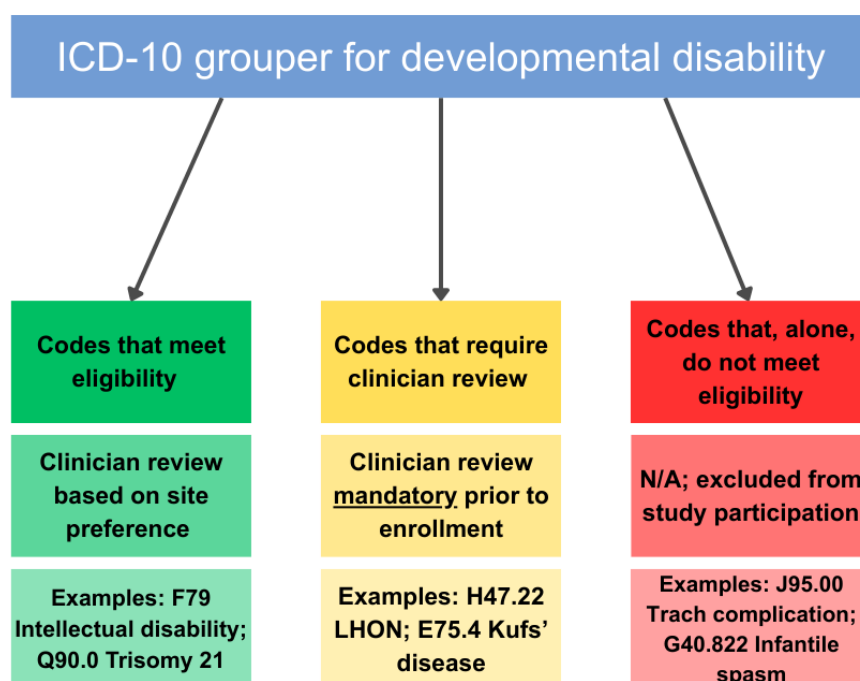 ICD-10 grouper for developmental disability
Codes that meet
eligibility
Clinician review
based on site
preference
Examples: F79
Intellectual disability;
Q90.0 Trisomy 21
Codes that require
clinician review
Clinician review
mandatory prior to
enrollment
Examples: H47.22
LHON; E75.4 Kufs’
disease
Codes that, alone,
do not meet
eligibility
N/A; excluded from
study participation
Examples: J95.00
Trach complication;
G40.822 Infantile
spasm